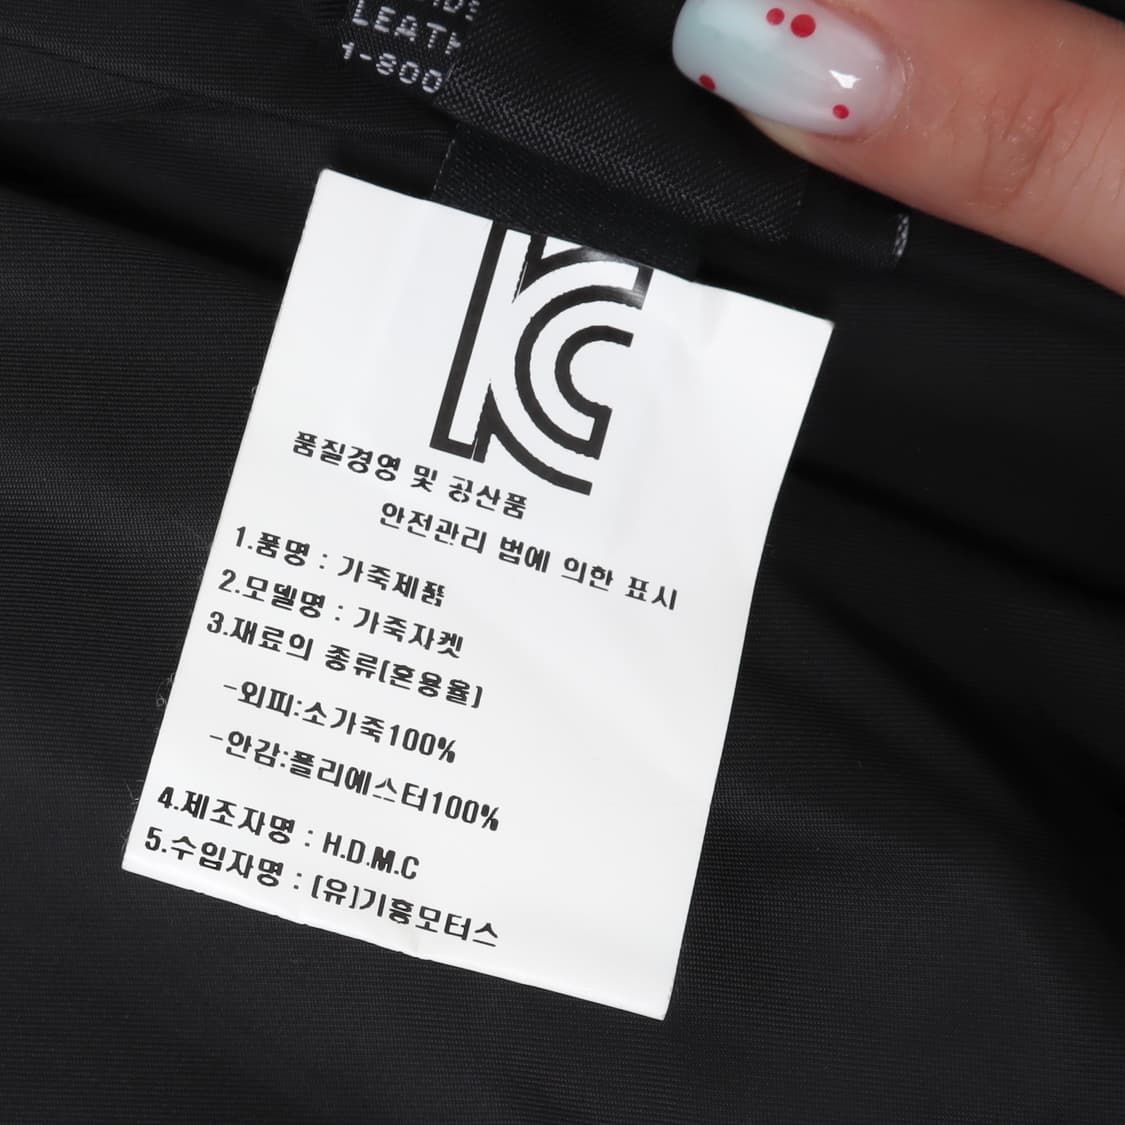 LEATH
1-800
KC
품질경영 및 공산품
안전관리 법에 의한 표시
1.품명 : 가죽제품
2.모델명 : 가죽자켓
3.재료의 종류(혼용율)
-외피:소가죽100%
-안감:폴리에스터100%
4.제조자명 : H.D.M.C
5.수입자명 : (유)기흥모터스